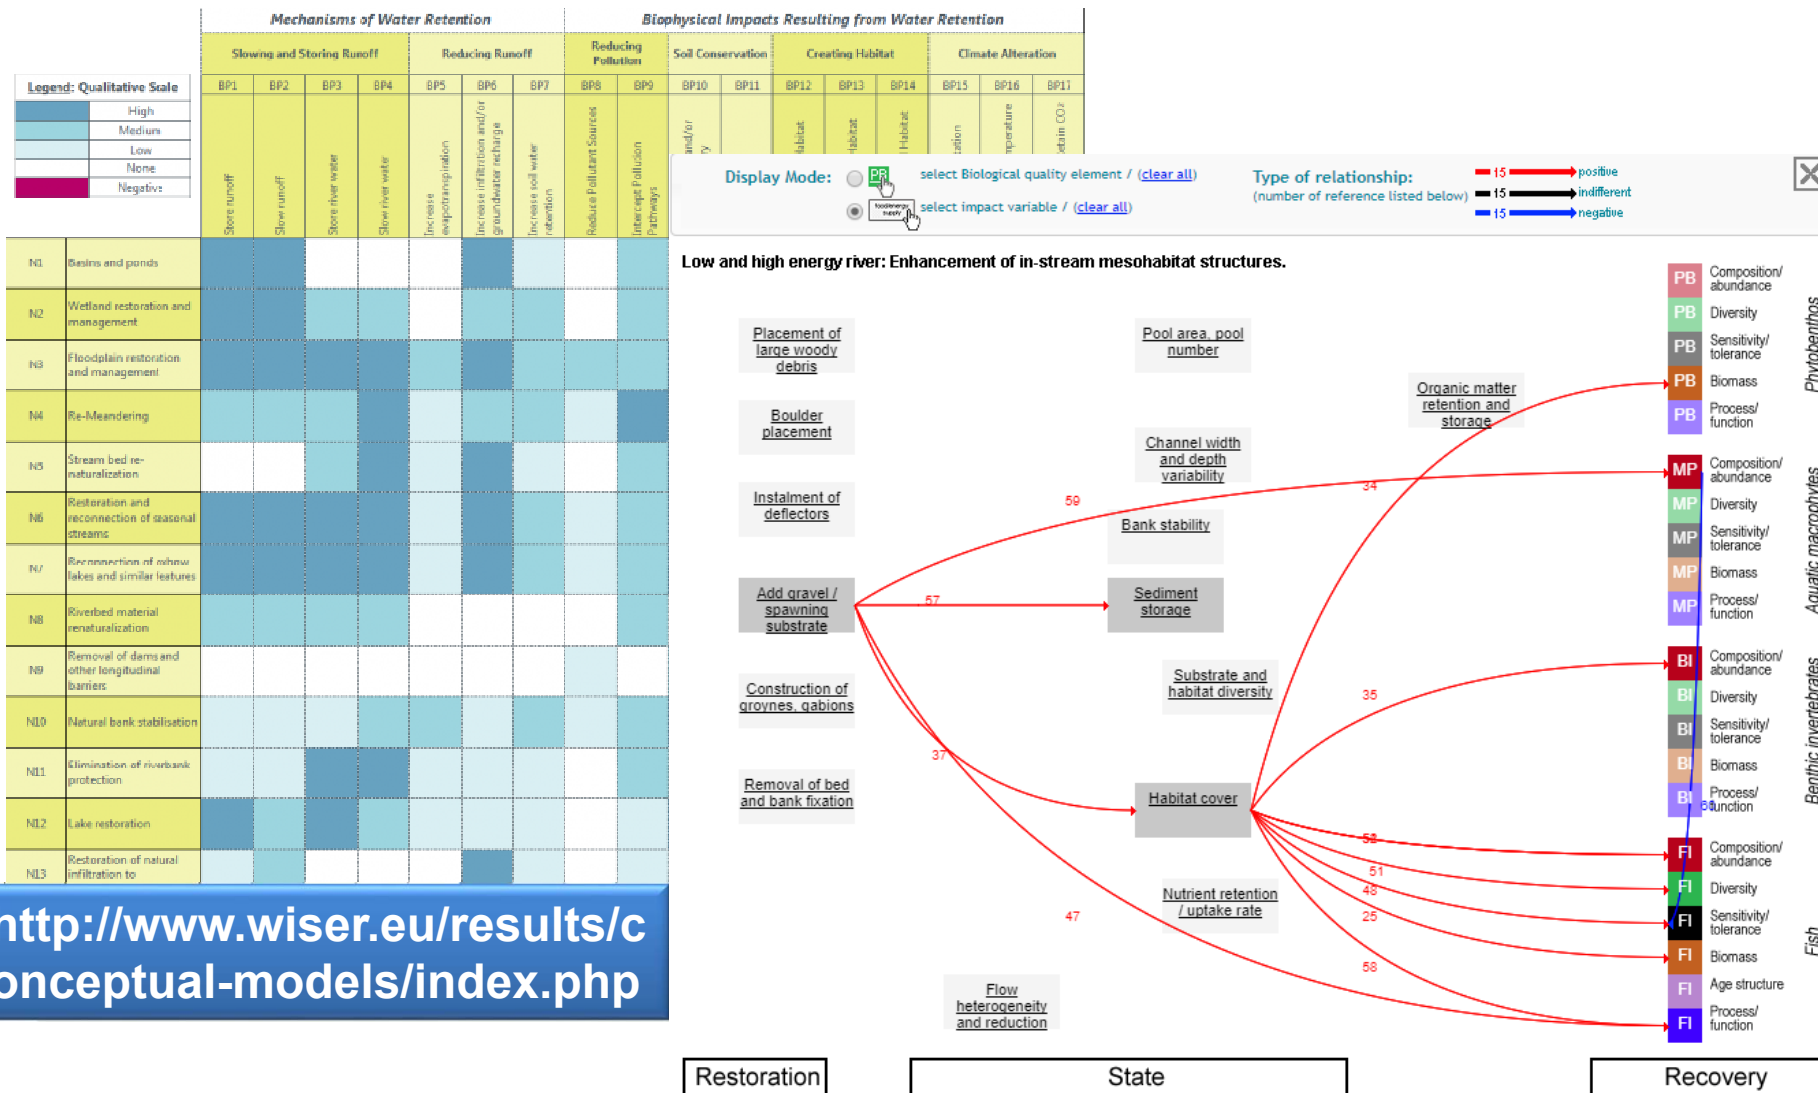 Mechanisms of Water Retention
Biophysical Impacts Resulting from Water Retention
Slowing and Storing Runoff
Reducing Runoff
Reducing
Pollution
Soil Conservation
Creating Habitat
Climate Alteration
Legend: Qualitative Scale
High
Medium
Low
None
Negative
BP1 BP2 BP3 BP4 BP5 BP6 BP7 BP8 BP9 BP10 BP11 BP12 BP13 BP14 BP15 BP16 BP17
Store runoff
Slow runoff
Store river water
Slow river water
Increase
evapotranspiration
Increase infiltration and/or
groundwater recharge
Increase soil water
retention
Reduce Pollutant Sources
Intercept Pollution
Pathways
and/or
Habitat
Habitat
Habitat
N1 Basins and ponds
N2 Wetland restoration and
management
N3 Floodplain restoration
and management
N4 Re-Meandering
N5 Stream bed re-
naturalization
N6 Restoration and
reconnection of seasonal
streams
N7 Reconnection of oxbow
lakes and similar features
N8 Riverbed material
renaturalization
N9 Removal of dams and
other longitudinal
barriers
N10 Natural bank stabilisation
N11 Elimination of riverbank
protection
N12 Lake restoration
N13 Restoration of natural
infiltration to
http://www.wiser.eu/results/c
onceptual-models/index.php
Display Mode:
PB
select Biological quality element / (clear all)
select impact variable / (clear all)
Type of relationship:
(number of reference listed below)
15 positive
15 indifferent
15 negative
Low and high energy river: Enhancement of in-stream mesohabitat structures.
Placement of
large woody
debris
Boulder
placement
Instalment of
deflectors
Add gravel /
spawning
substrate
Construction of
groynes, gabions
Removal of bed
and bank fixation
Pool area, pool
number
Organic matter
retention and
storage
Channel width
and depth
variability
Bank stability
Sediment
storage
Substrate and
habitat diversity
Habitat cover
Nutrient retention
/ uptake rate
Flow
heterogeneity
and reduction
59
34
57
35
37
51
48
25
47
58
PB Composition/
abundance
PB Diversity
PB Sensitivity/
tolerance
PB Biomass
PB Process/
function
Phytobenthos
MP Composition/
abundance
MP Diversity
MP Sensitivity/
tolerance
MP Biomass
MP Process/
function
Aquatic macrophytes
BI Composition/
abundance
BI Diversity
BI Sensitivity/
tolerance
BI Biomass
BI Process/
function
Benthic invertebrates
FI Composition/
abundance
FI Diversity
FI Sensitivity/
tolerance
FI Biomass
FI Age structure
FI Process/
function
Fish
Restoration
State
Recovery